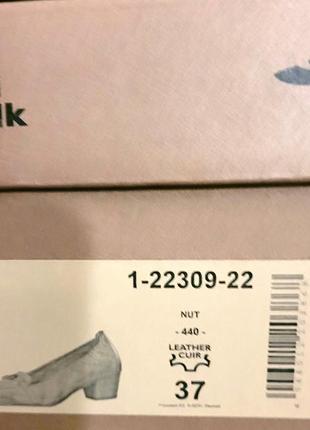 lk
1-22309-22
NUT
- 440 -
LEATHER
CUIR
37